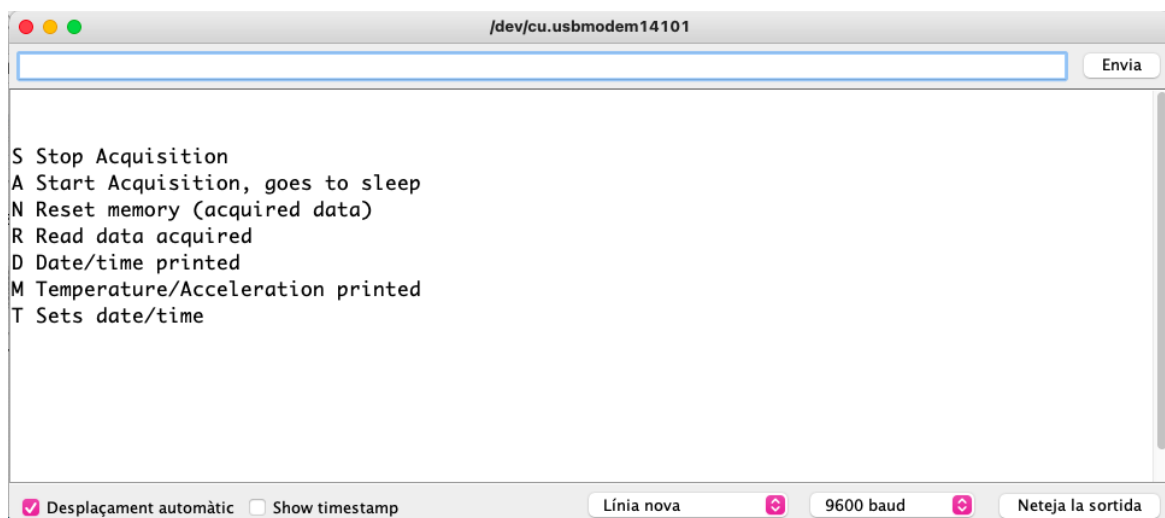 /dev/cu.usbmodem14101
Envia
S Stop Acquisition
A Start Acquisition, goes to sleep
N Reset memory (acquired data)
R Read data acquired
D Date/time printed
M Temperature/Acceleration printed
T Sets date/time
Desplaçament automàtic Show timestamp Línia nova 9600 baud Neteja la sortida